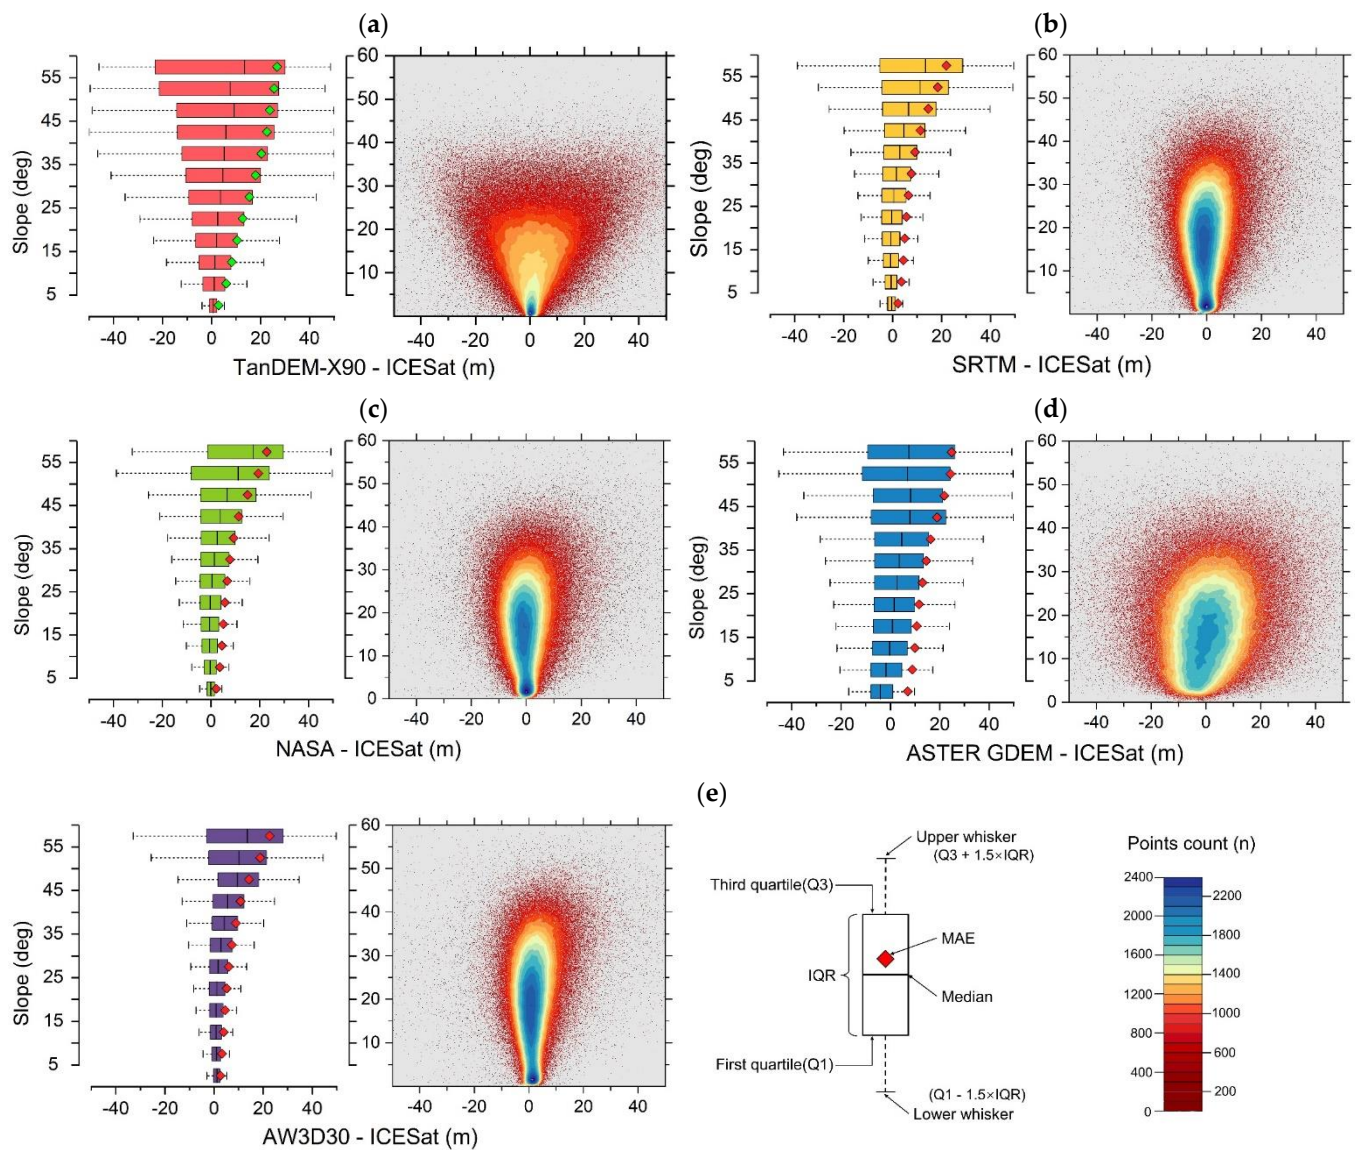 (a)
60
50
40
30
20
10
55
45
35
25
15
5
Slope (deg)
-40 -20 0 20 40
-40 -20 0 20 40
TanDEM-X90 - ICESat (m)
(b)
60
50
40
30
20
10
0
55
45
35
25
15
5
Slope (deg)
-40 -20 0 20 40
-40 -20 0 20 40
SRTM - ICESat (m)
(c)
60
50
40
30
20
10
0
55
45
35
25
15
5
Slope (deg)
-40 -20 0 20 40
-40 -20 0 20 40
NASA - ICESat (m)
(d)
60
50
40
30
20
10
0
55
45
35
25
15
5
Slope (deg)
-40 -20 0 20 40
-40 -20 0 20 40
ASTER GDEM - ICESat (m)
(e)
60
50
40
30
20
10
0
55
45
35
25
15
5
Slope (deg)
-40 -20 0 20 40
-40 -20 0 20 40
AW3D30 - ICESat (m)
Upper whisker
(Q3 + 1.5×IQR)
Third quartile(Q3)
MAE
IQR
Median
First quartile(Q1)
(Q1 - 1.5×IQR)
Lower whisker
Points count (n)
2400
2200
2000
1800
1600
1400
1200
1000
800
600
400
200
0